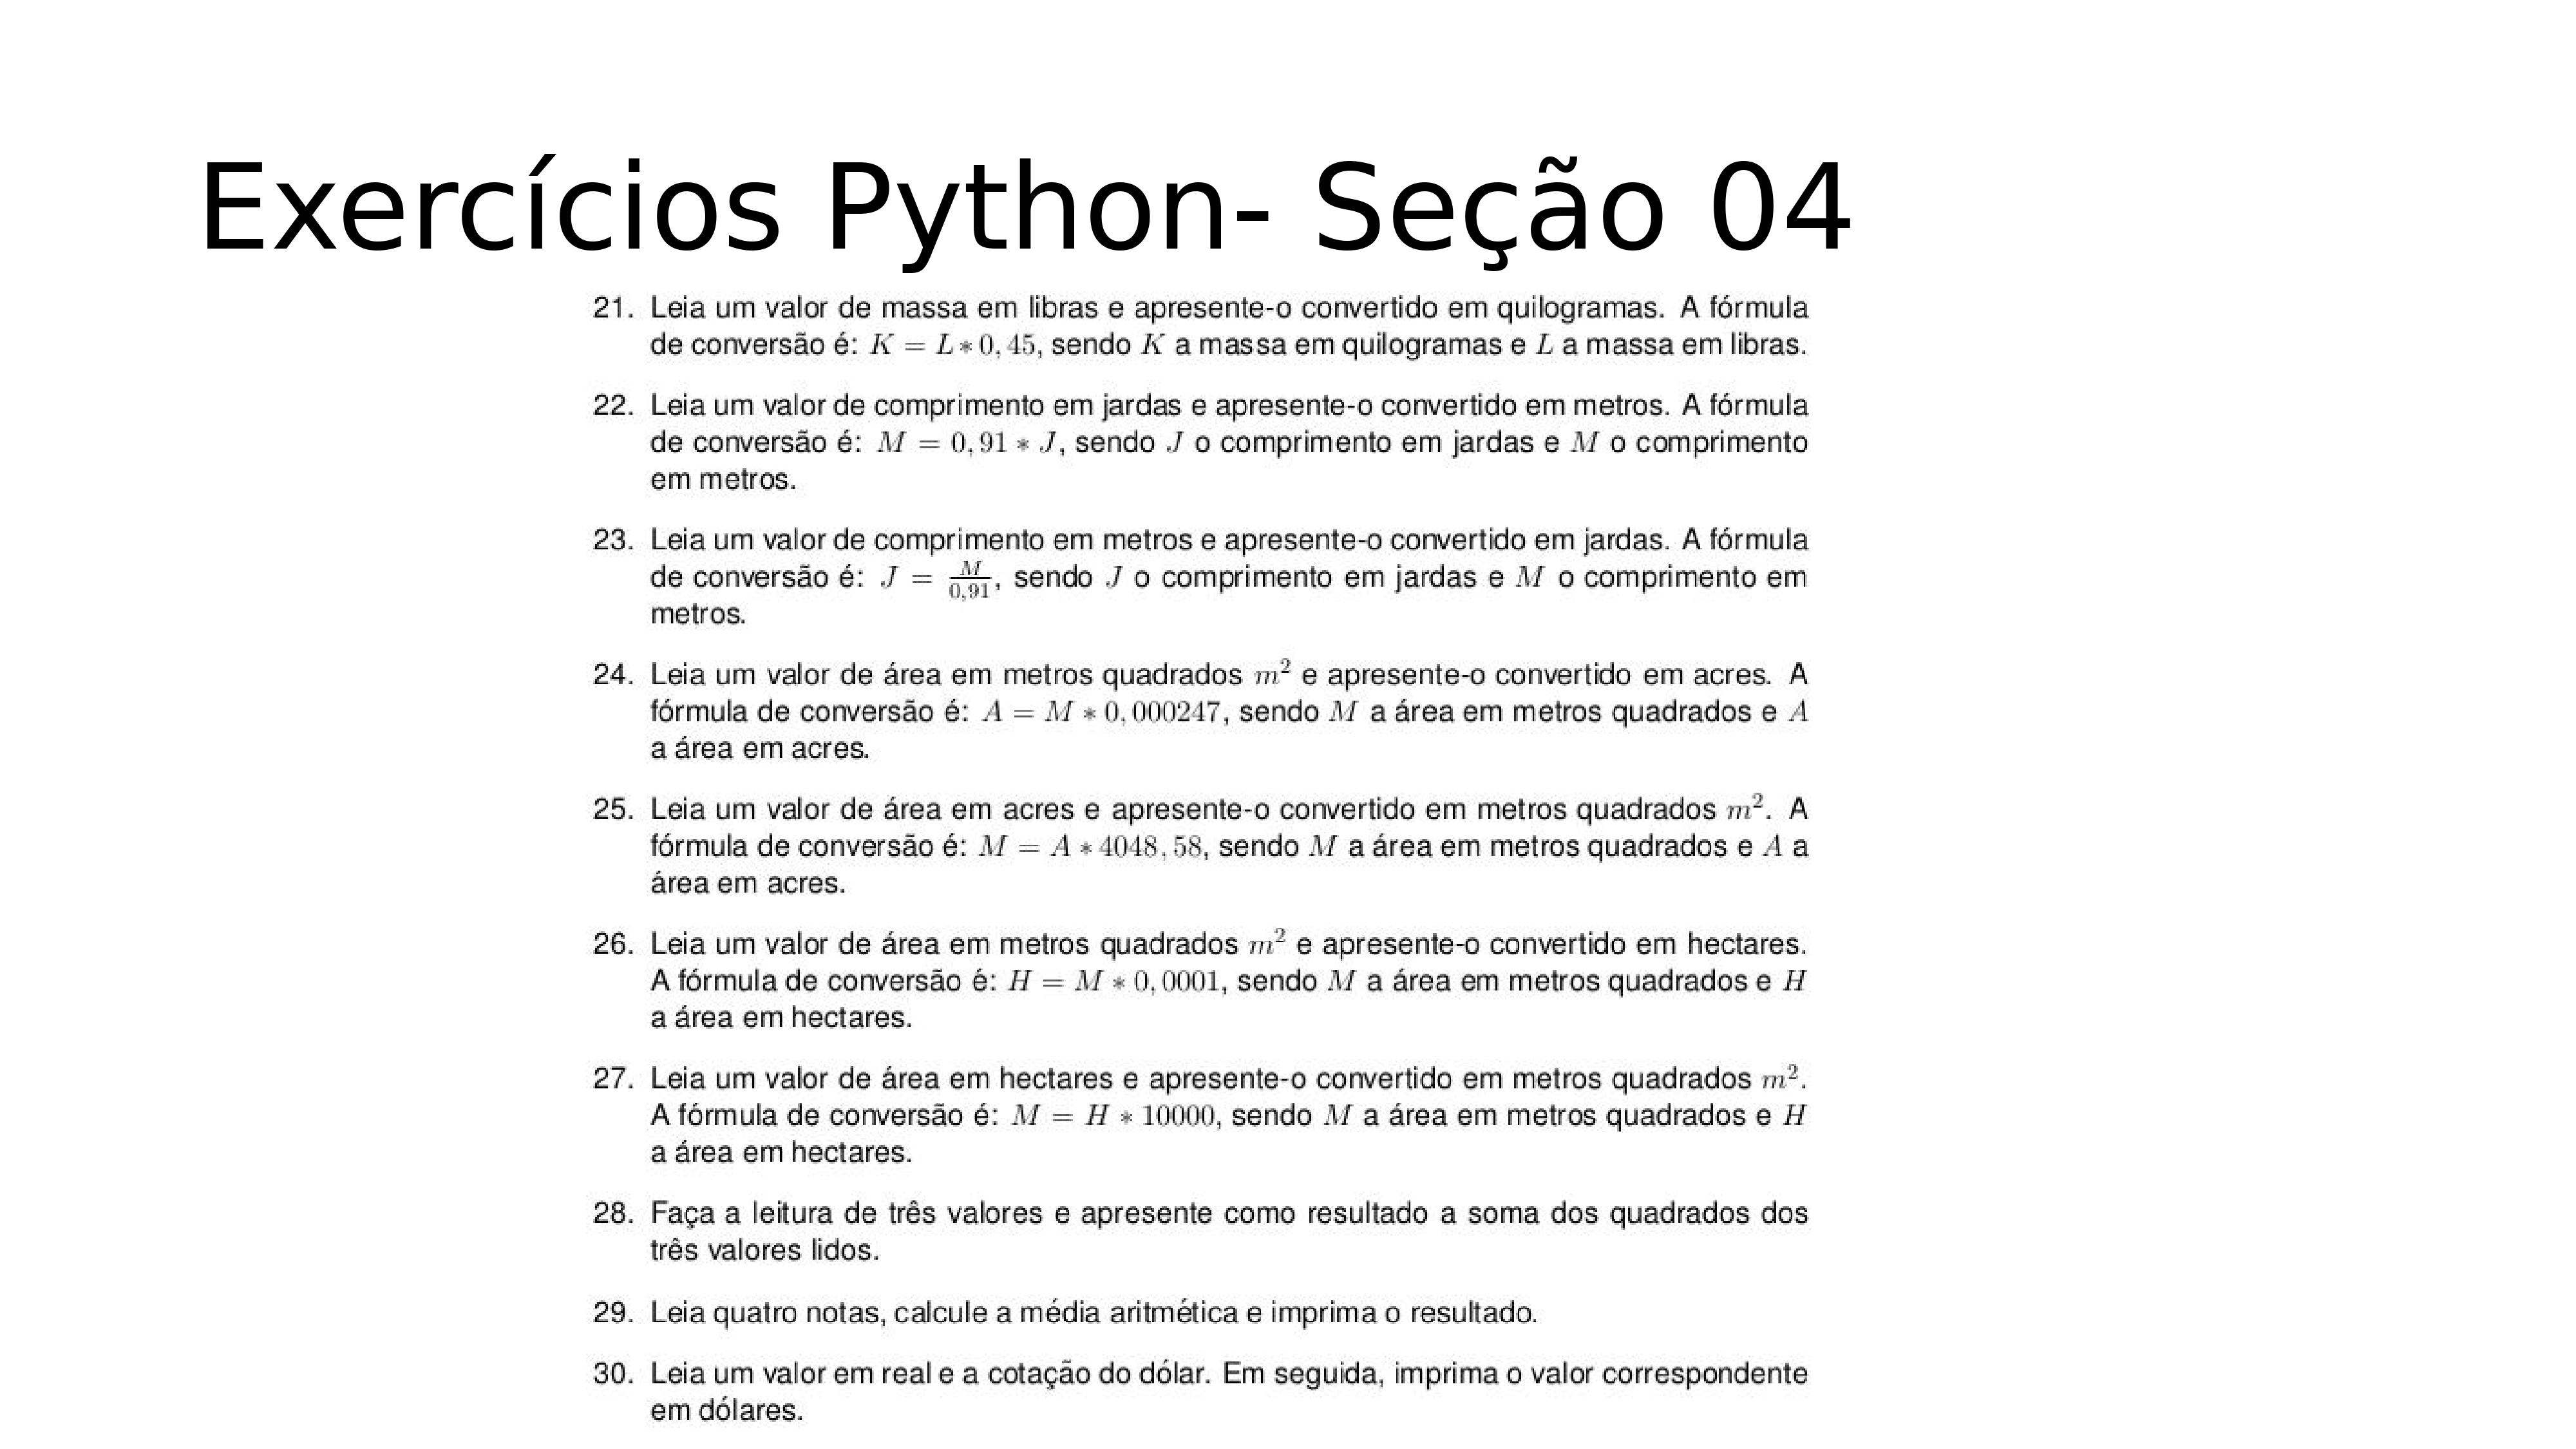 Exercícios Python- Seção 04
21. Leia um valor de massa em libras e apresente-o convertido em quilogramas. A fórmula
de conversão é: K = L * 0, 45, sendo K a massa em quilogramas e L a massa em libras.
22. Leia um valor de comprimento em jardas e apresente-o convertido em metros. A fórmula
de conversão é: M = 0, 91 * J, sendo J o comprimento em jardas e M o comprimento
em metros.
23. Leia um valor de comprimento em metros e apresente-o convertido em jardas. A fórmula
de conversão é: J = M/0,91, sendo J o comprimento em jardas e M o comprimento em
metros.
24. Leia um valor de área em metros quadrados m² e apresente-o convertido em acres. A
fórmula de conversão é: A = M * 0, 000247, sendo M a área em metros quadrados e A
a área em acres.
25. Leia um valor de área em acres e apresente-o convertido em metros quadrados m². A
fórmula de conversão é: M = A * 4048, 58, sendo M a área em metros quadrados e A a
área em acres.
26. Leia um valor de área em metros quadrados m² e apresente-o convertido em hectares.
A fórmula de conversão é: H = M * 0, 0001, sendo M a área em metros quadrados e H
a área em hectares.
27. Leia um valor de área em hectares e apresente-o convertido em metros quadrados m².
A fórmula de conversão é: M = H * 10000, sendo M a área em metros quadrados e H
a área em hectares.
28. Faça a leitura de três valores e apresente como resultado a soma dos quadrados dos
três valores lidos.
29. Leia quatro notas, calcule a média aritmética e imprima o resultado.
30. Leia um valor em real e a cotação do dólar. Em seguida, imprima o valor correspondente
em dólares.